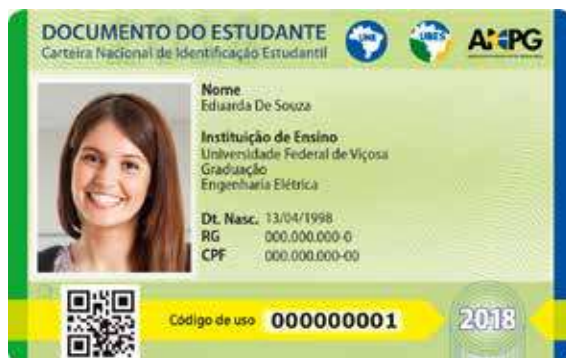 DOCUMENTO DO ESTUDANTE
Carteira Nacional de Identificação Estudantil
UNE
UBES
ANPG
Nome
Eduarda De Souza
Instituição de Ensino
Universidade Federal de Viçosa
Graduação
Engenharia Elétrica
Dt. Nasc. 13/04/1998
RG 000.000.000-0
CPF 000.000.000-00
Código de uso 000000001
2018